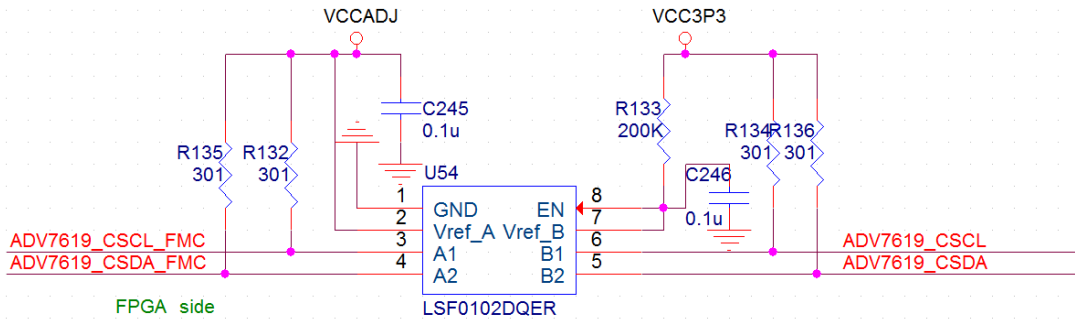 VCCADJ
VCC3P3
C245
0.1u
R133
200K
R135
301
R132
301
R134
301
R136
301
U54
C246
0.1u
1
GND
EN
8
2
Vref_A
Vref_B
7
3
A1
B1
6
4
A2
B2
5
ADV7619_CSCL_FMC
ADV7619_CSCL
ADV7619_CSDA_FMC
ADV7619_CSDA
FPGA side
LSF0102DQER